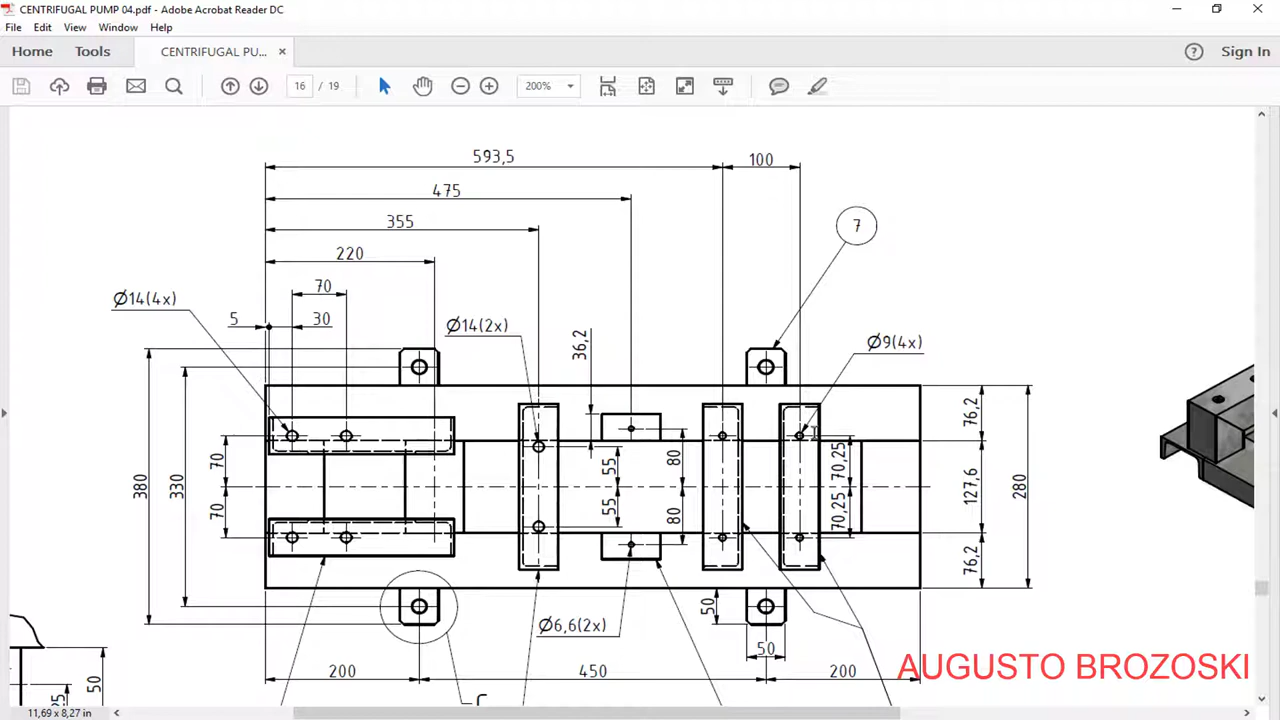 CENTRIFUGAL PUMP 04.pdf - Adobe Acrobat Reader DC
File Edit View Window Help
Home Tools CENTRIFUGAL PU... × ? Sign In
16 / 19 200%
593,5 100
475
355 7
220
70
Ø14(4x)
5 30
Ø14(2x)
36,2
Ø9(4x)
380
330
70
70
55
55
80
80
70,25
70,25
76,2
127,6
76,2
280
50
50
Ø6,6(2x)
200 450 200
50
25
AUGUSTO BROZOSKI
11,69 x 8,27 in